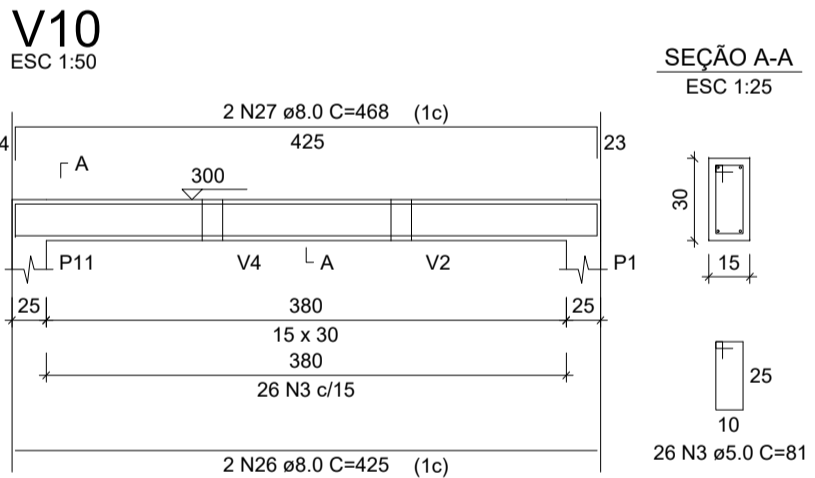 V10
ESC 1:50
SEÇÃO A-A
ESC 1:25
2 N27 ø8.0 C=468 (1c)
4
425
23
A
300
30
P11
V4
A
V2
P1
15
25
380
25
15 x 30
380
26 N3 c/15
25
10
26 N3 ø5.0 C=81
2 N26 ø8.0 C=425 (1c)